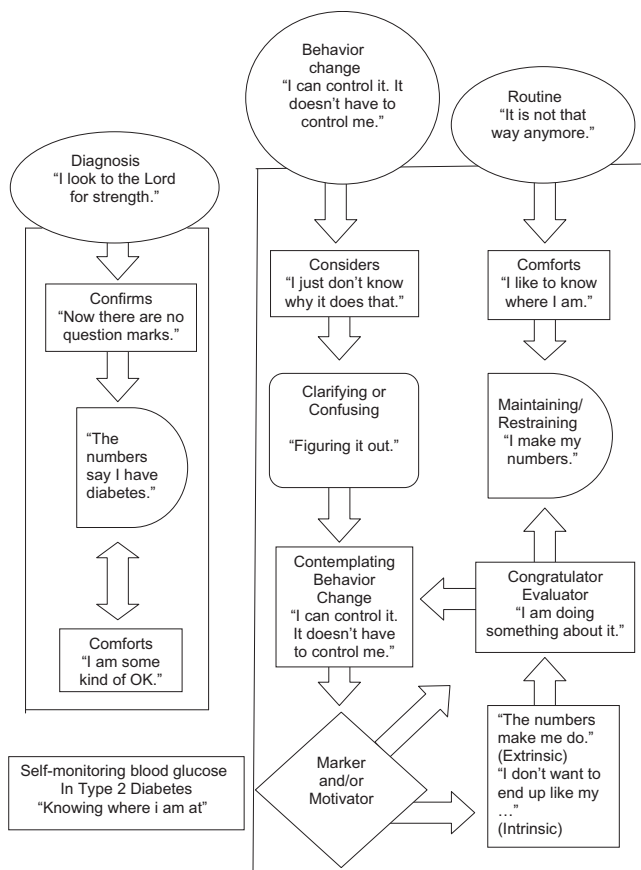 Diagnosis
“I look to the Lord
for strength.”
Confirms
“Now there are no
question marks.”
“The
numbers
say I have
diabetes.”
Comforts
“I am some
kind of OK.”
Self-monitoring blood glucose
In Type 2 Diabetes
“Knowing where i am at”
Behavior
change
“I can control it. It
doesn’t have to
control me.”
Considers
“I just don’t know
why it does that.”
Clarifying or
Confusing
“Figuring it out.”
Contemplating
Behavior
Change
“I can control it.
It doesn’t have
to control me.”
Marker
and/or
Motivator
Routine
“It is not that
way anymore.”
Comforts
“I like to know
where I am.”
Maintaining/
Restraining
“I make my
numbers.”
Congratulator
Evaluator
“I am doing
something about it.”
“The numbers
make me do.”
(Extrinsic)
“I don’t want to
end up like my
…”
(Intrinsic)